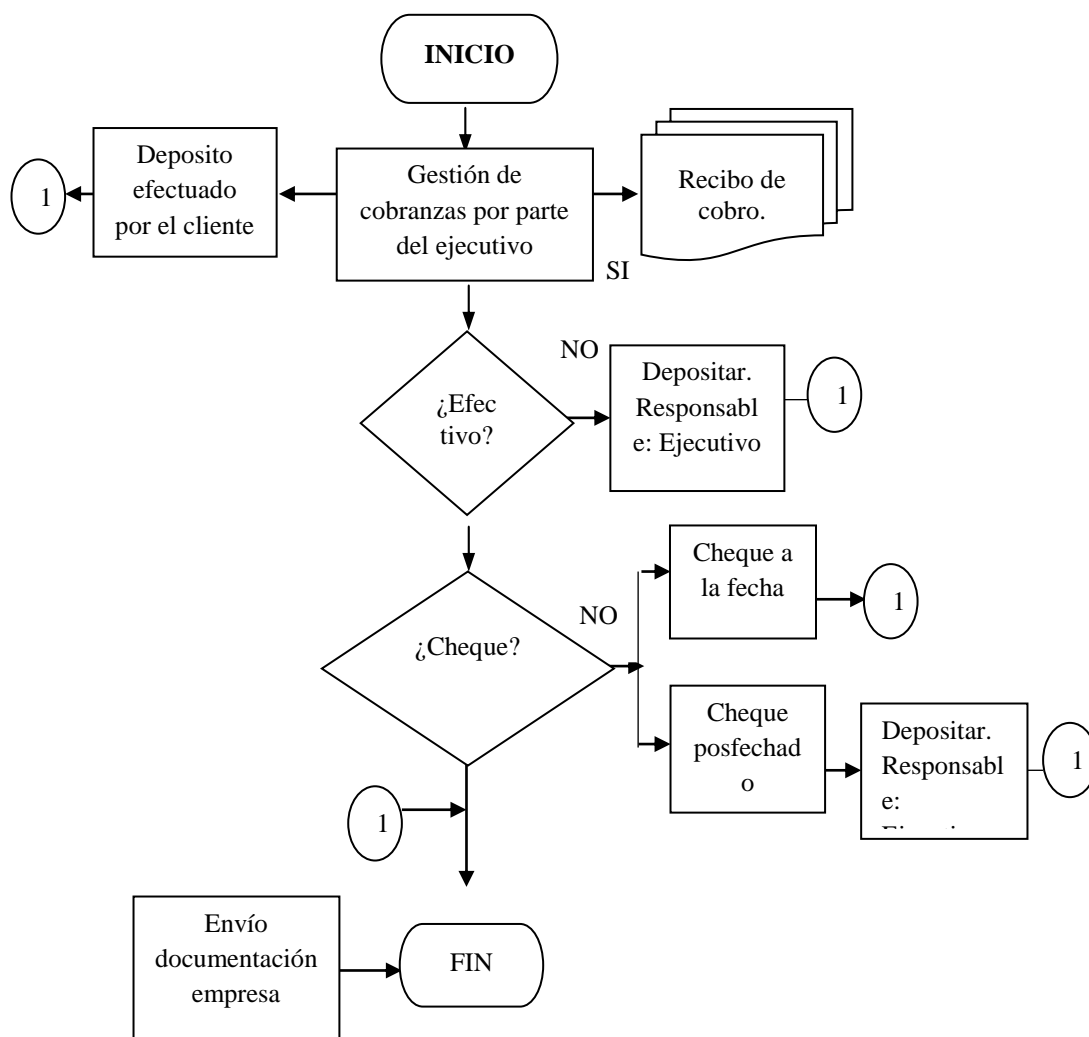 INICIO
Deposito
efectuado
por el cliente
1
Gestión de
cobranzas por parte
del ejecutivo
Recibo de
cobro.
SI
NO
¿Efec
tivo?
Depositar.
Responsabl
e: Ejecutivo
1
Cheque a
la fecha
1
NO
¿Cheque?
Cheque
posfechad
o
Depositar.
Responsabl
e:
1
1
Envío
documentación
empresa
FIN